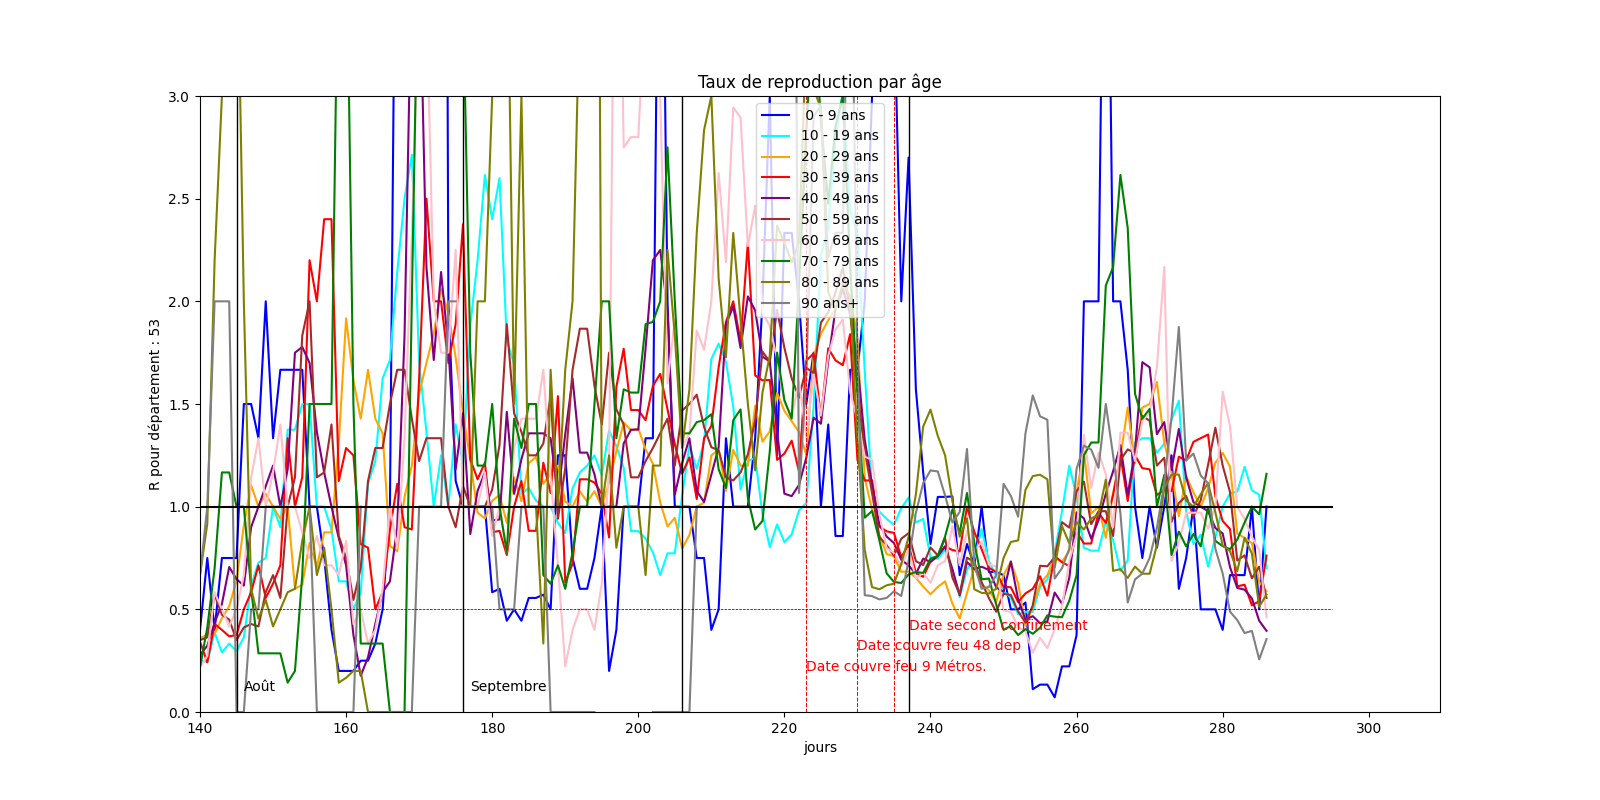 Taux de reproduction par âge
3.0
2.5
2.0
1.5
1.0
0.5
0.0
R pour département : 53
0 - 9 ans
10 - 19 ans
20 - 29 ans
30 - 39 ans
40 - 49 ans
50 - 59 ans
60 - 69 ans
70 - 79 ans
80 - 89 ans
90 ans+
Date second confinement
Date couvre feu 48 dep
Date couvre feu 9 Métros.
Août
Septembre
140
160
180
200
220
240
260
280
300
jours